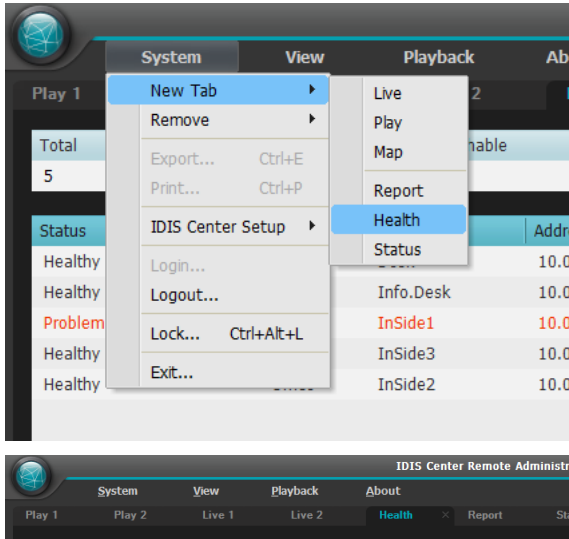 System View Playback Ab
Play 1 2
New Tab
Remove
Export... Ctrl+E
Print... Ctrl+P
IDIS Center Setup
Login...
Logout...
Lock... Ctrl+Alt+L
Exit...
Live
Play
Map
Report
Health
Status
Total nable
5
Status Addr
Healthy 10.0
Healthy Info.Desk 10.0
Problem InSide1 10.0
Healthy InSide3 10.0
Healthy InSide2 10.0
IDIS Center Remote Administr
System View Playback About
Play 1 Play 2 Live 1 Live 2 Health × Report Sta